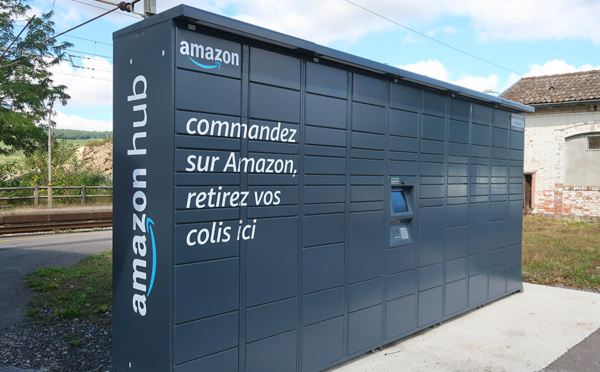 amazon
commandez
sur Amazon,
retirez vos
colis ici
amazon hub